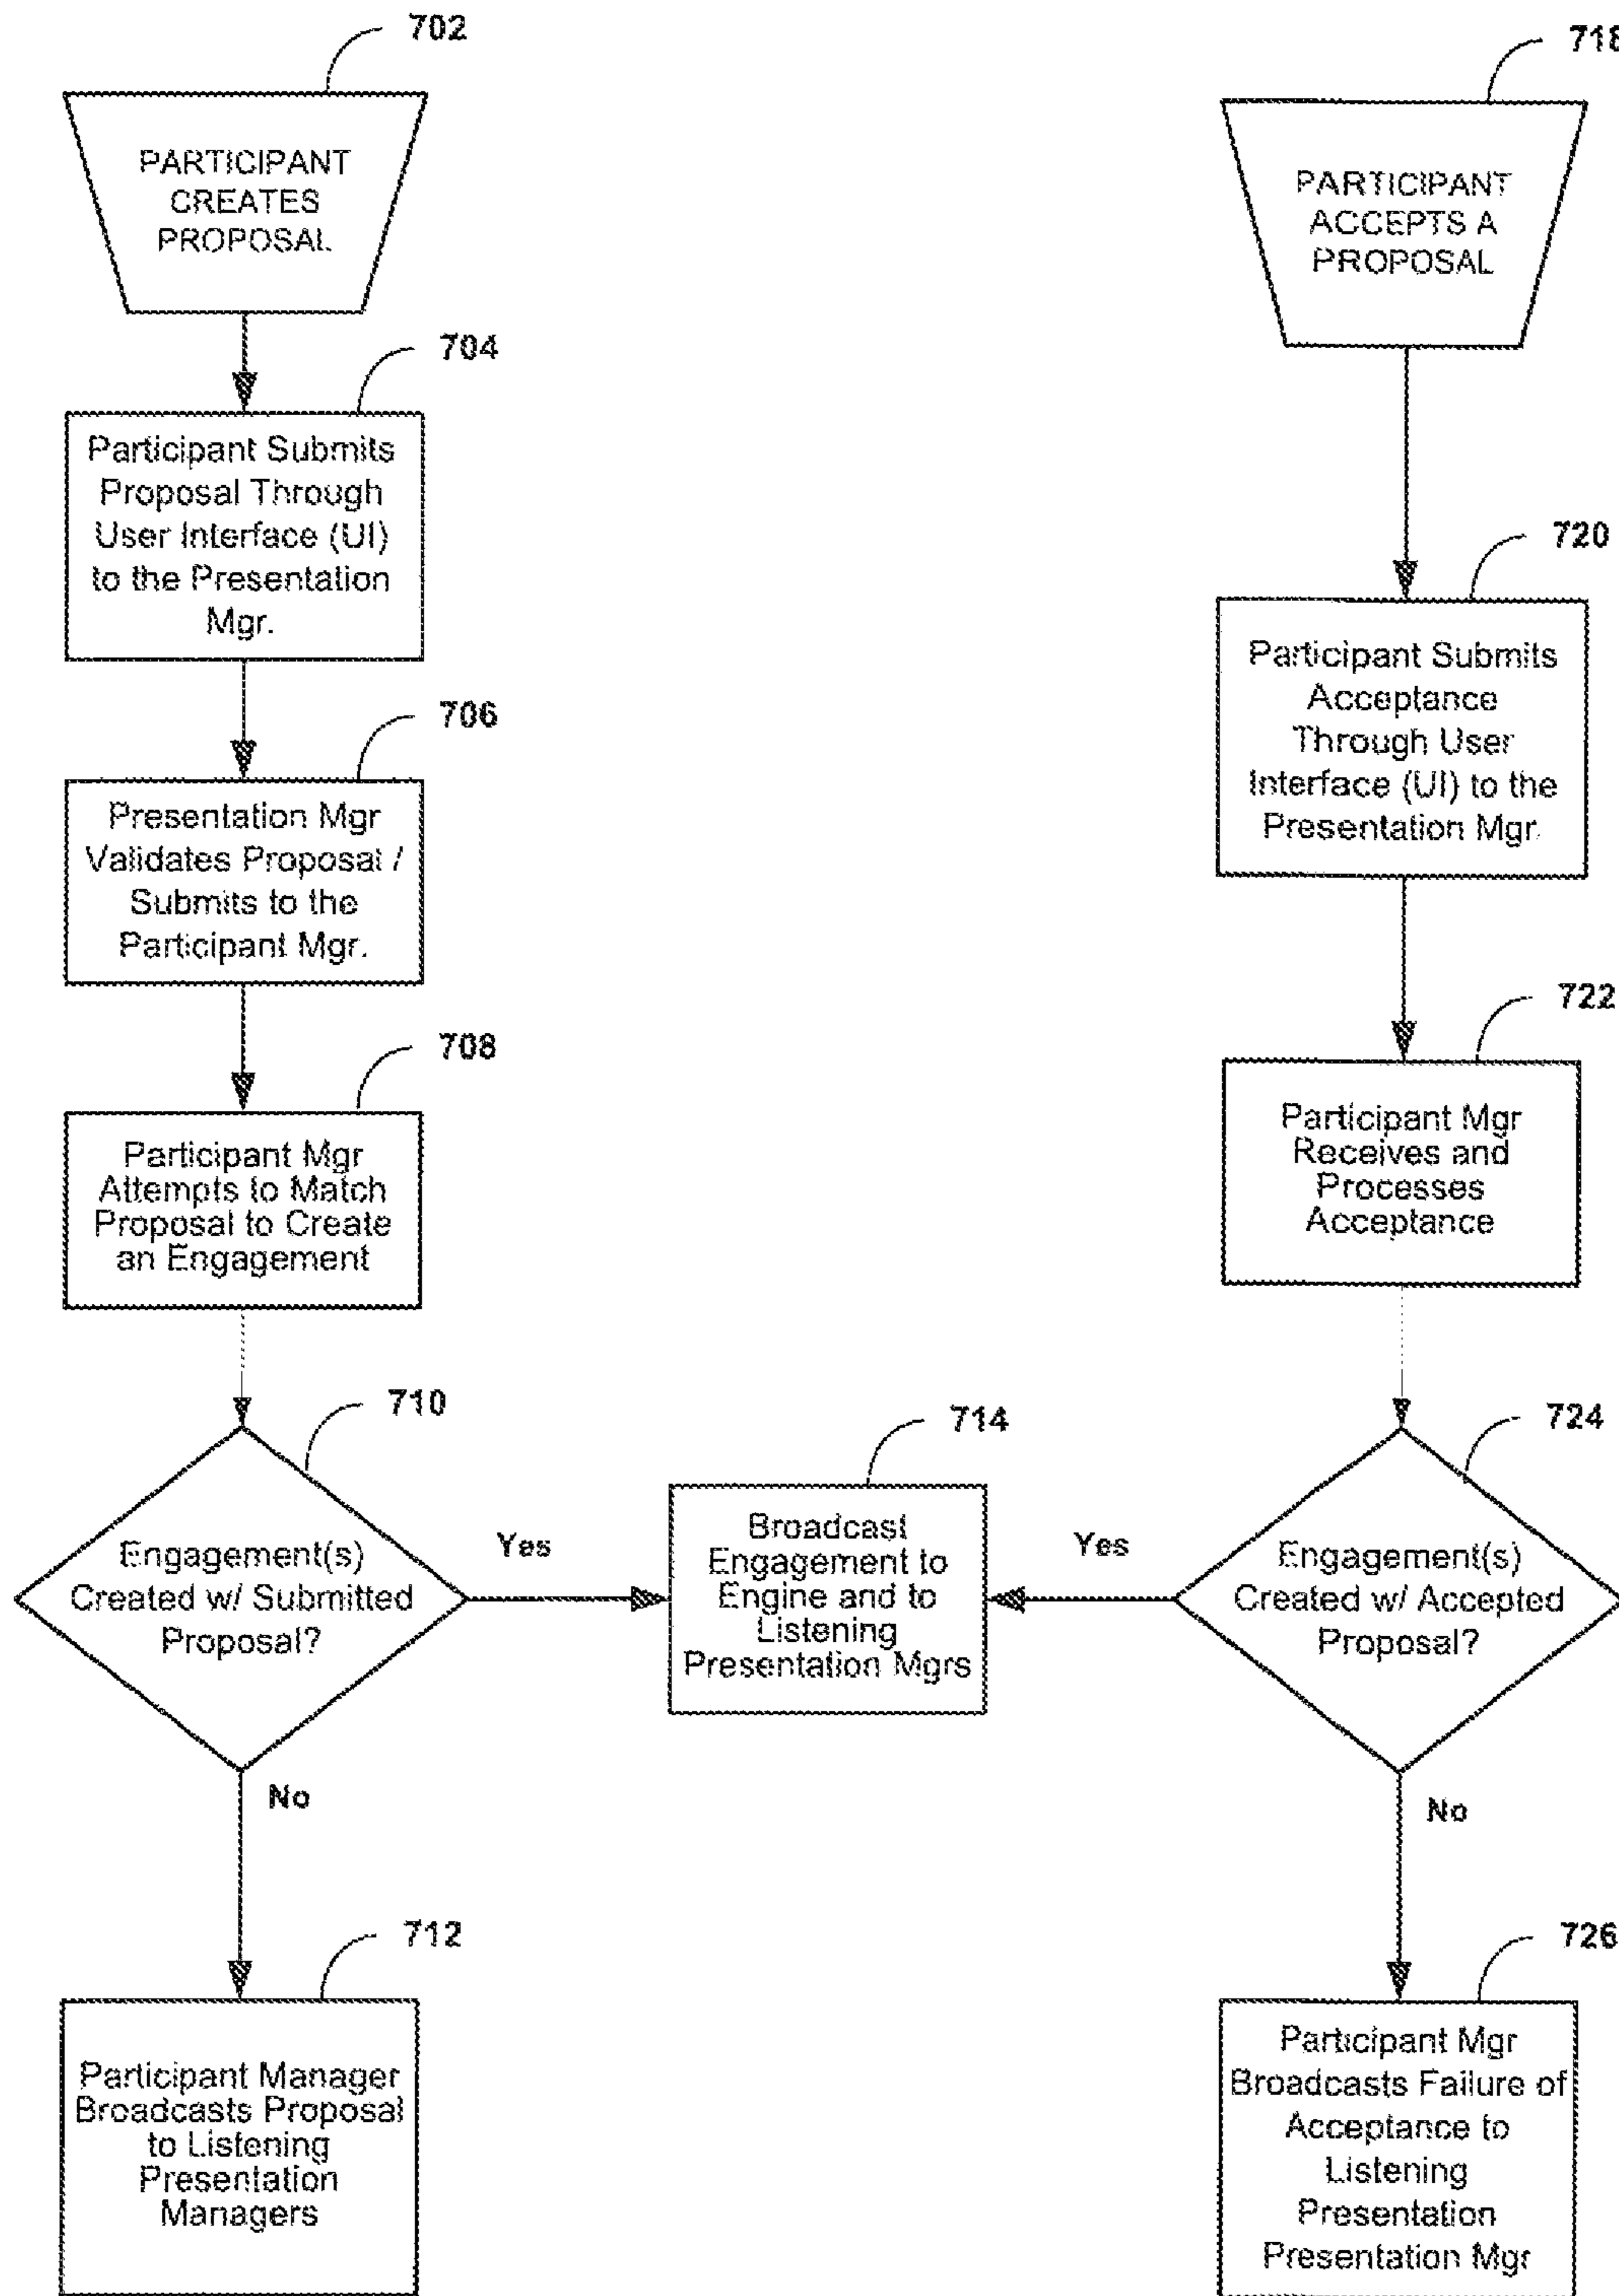 702
PARTICIPANT
CREATES
PROPOSAL
704
Participant Submits
Proposal Through
User Interface (UI)
to the Presentation
Mgr.
706
Presentation Mgr
Validates Proposal /
Submits to the
Participant Mgr.
708
Participant Mgr
Attempts to Match
Proposal to Create
an Engagement
710
Engagement(s)
Created w/ Submitted
Proposal?
Yes
No
712
Participant Manager
Broadcasts Proposal
to Listening
Presentation
Managers
714
Broadcast
Engagement to
Engine and to
Listening
Presentation Mgrs
718
PARTICIPANT
ACCEPTS A
PROPOSAL
720
Participant Submits
Acceptance
Through User
Interface (UI) to the
Presentation Mgr.
722
Participant Mgr
Receives and
Processes
Acceptance
724
Engagement(s)
Created w/ Accepted
Proposal?
Yes
No
726
Participant Mgr
Broadcasts Failure of
Acceptance to
Listening
Presentation
Presentation Mgr